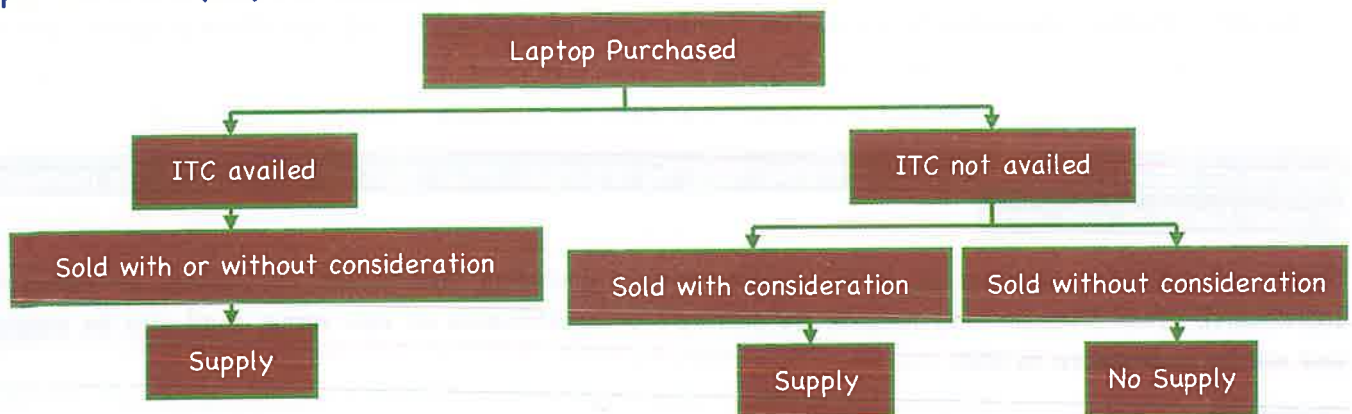 Laptop Purchased
ITC availed
ITC not availed
Sold with or without consideration
Sold with consideration
Sold without consideration
Supply
Supply
No Supply